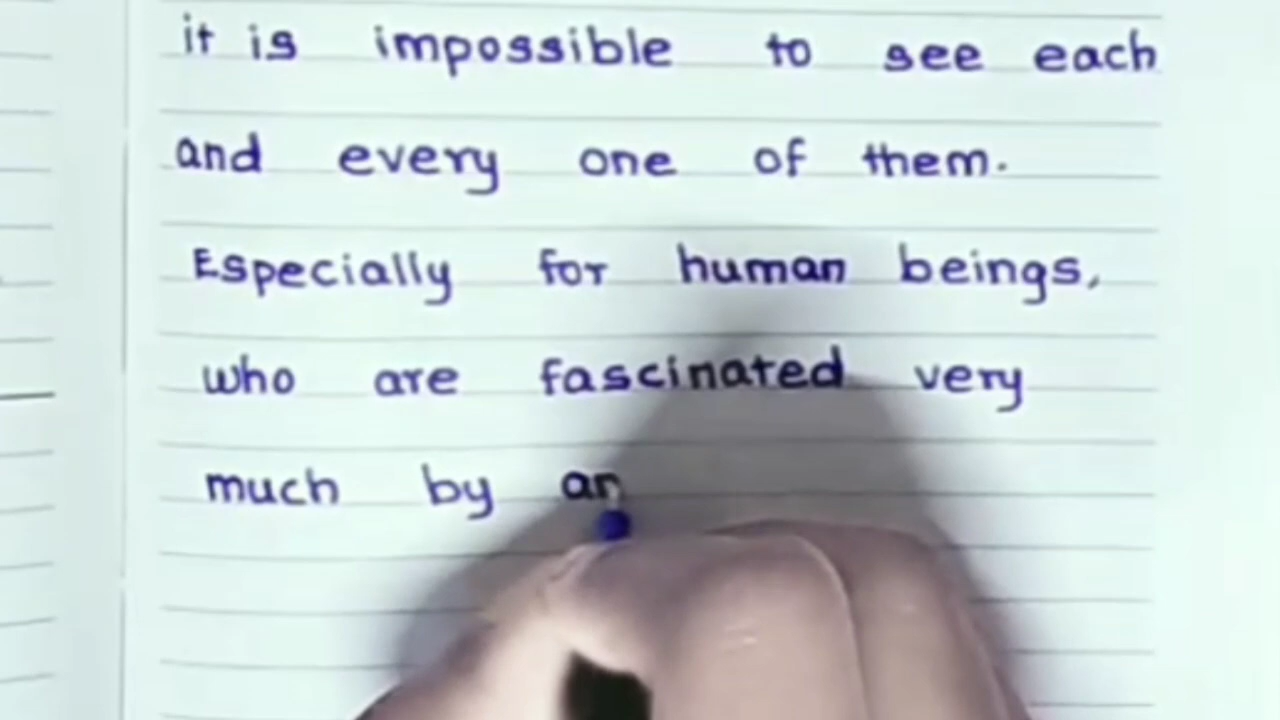 it is impossible to see each
and every one of them.
Especially for human beings,
who are fascinated very
much by an